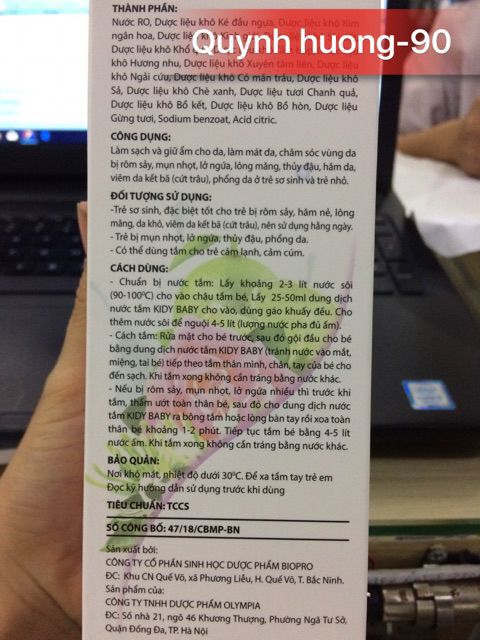 THÀNH PHẦN:
Nước RO, Dược liệu khô Ké đầu ngựa, Dược liệu khô Kim
ngân hoa, Dược liệu khô Kinh giới
Dược liệu khô Khổ
khô Hương nhu, Dược liệu khô Xuyên tâm liên, Dược liệu
khô Ngải cứu, Dược liệu khô Cỏ mần trầu, Dược liệu khô
Sả, Dược liệu khô Chè xanh, Dược liệu tươi Chanh quả,
Dược liệu khô Bồ kết, Dược liệu khô Bồ hòn, Dược liệu
Gừng tươi, Sodium benzoat, Acid citric.
Quynh huong-90
CÔNG DỤNG:
Làm sạch và giữ ẩm cho da, làm mát da, chăm sóc vùng da
bị rôm sảy, mụn nhọt, lở ngứa, lông măng, thủy đậu, hăm da,
viêm da kết bã (cứt trâu), phồng da ở trẻ sơ sinh và trẻ nhỏ.
ĐỐI TƯỢNG SỬ DỤNG:
-Trẻ sơ sinh, đặc biệt tốt cho trẻ bị rôm sảy, hăm nẻ, lông
măng, da khô, viêm da kết bã (cứt trâu), nên sử dụng hằng ngày.
- Trẻ bị mụn nhọt, lở ngứa, thủy đậu, phồng da.
- Có thể dùng tắm cho trẻ cảm lạnh, cảm cúm.
CÁCH DÙNG:
- Chuẩn bị nước tắm: Lấy khoảng 2-3 lít nước sôi
(90-100⁰C) cho vào chậu tắm bé, Lấy 25-50ml dung dịch
nước tắm KIDY BABY cho vào, dùng gáo khuấy đều. Cho
thêm nước sôi để nguội 4-5 lít (lượng nước pha đủ ấm).
- Cách tắm: Rửa mặt cho bé trước, sau đó gội đầu cho bé
bằng dung dịch nước tắm KIDY BABY (tránh nước vào mắt,
miệng, tai bé) tiếp theo tắm thân mình, chân, tay của bé cho
đến sạch. Khi tắm xong không cần tráng bằng nước khác.
- Nếu bị rôm sảy, mụn nhọt, lở ngứa nhiều thì trước khi
tắm, thấm ướt toàn thân bé, sau đó cho dung dịch nước
tắm KIDY BABY ra bông tắm hoặc lòng bàn tay rồi xoa toàn
thân bé khoảng 1-2 phút. Tiếp tục tắm bé bằng 4-5 lít
nước ấm. Khi tắm xong không cần tráng bằng nước khác.
BẢO QUẢN:
Nơi khô mát, nhiệt độ dưới 30⁰C. Để xa tầm tay trẻ em
Đọc kỹ hướng dẫn sử dụng trước khi dùng
TIÊU CHUẨN: TCCS
SỐ CÔNG BỐ: 47/18/CBMP-BN
Sản xuất bởi:
CÔNG TY CỔ PHẦN SINH HỌC DƯỢC PHẨM BIOPRO
ĐC: Khu CN Quế Võ, xã Phương Liễu, H. Quế Võ, T. Bắc Ninh.
Sản phẩm của:
CÔNG TY TNHH DƯỢC PHẨM OLYMPIA
ĐC: Số nhà 21, ngõ 46 Khương Thượng, Phường Ngã Tư Sở,
Quận Đống Đa, TP. Hà Nội